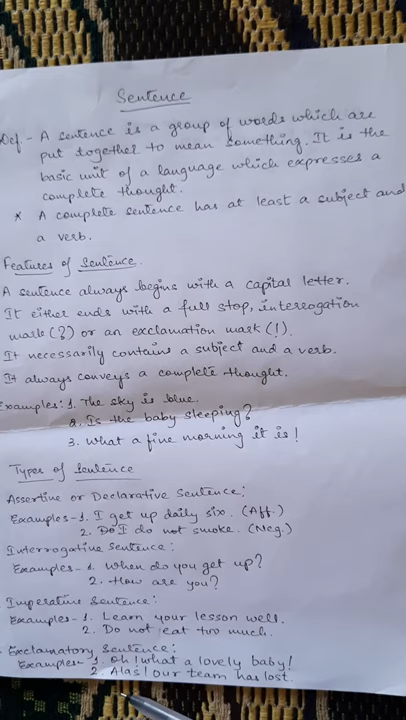 Sentence
Def - A sentence is a group of words which are
put together to mean something. It is the
basic unit of a language which expresses a
complete thought.
* A complete sentence has at least a subject and
a verb.
Features of Sentence.
A sentence always begins with a capital letter.
It either ends with a full stop, interrogation
mark (?) or an exclamation mark (!).
It necessarily contains a subject and a verb.
It always conveys a complete thought.
Examples: 1. The sky is blue.
2. Is the baby sleeping?
3. What a fine morning it is!
Types of Sentence
Assertive or Declarative Sentence;
Examples - 1. I get up daily six. (Aff.)
2. I do not smoke. (Neg.)
Interrogative Sentence:
Examples - 1. When do you get up?
2. How are you?
Imperative Sentence:
Examples - 1. Learn your lesson well.
2. Do not eat too much.
Exclamatory Sentence:
Examples - 1. Oh! what a lovely baby!
2. Alas! our team has lost.